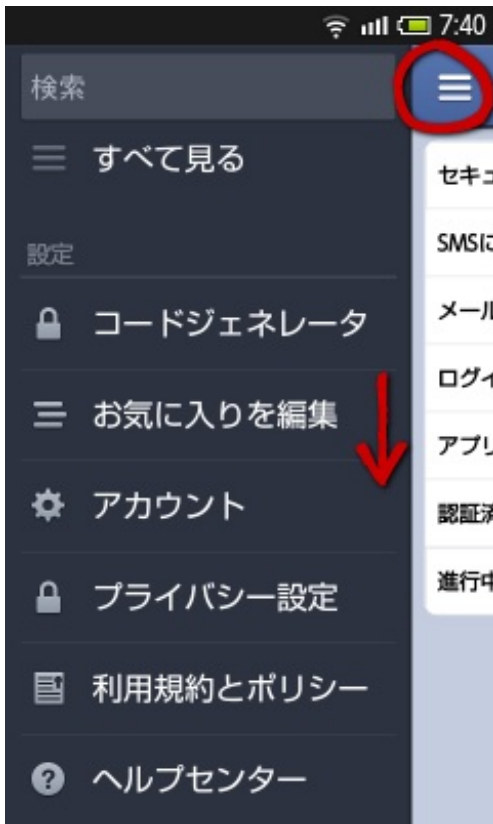 7:40
検索
すべて見る
設定
コードジェネレータ
お気に入りを編集
アカウント
プライバシー設定
利用規約とポリシー
ヘルプセンター
セキュ
SMSに
メール
ログイ
アプリ
認証済
進行中